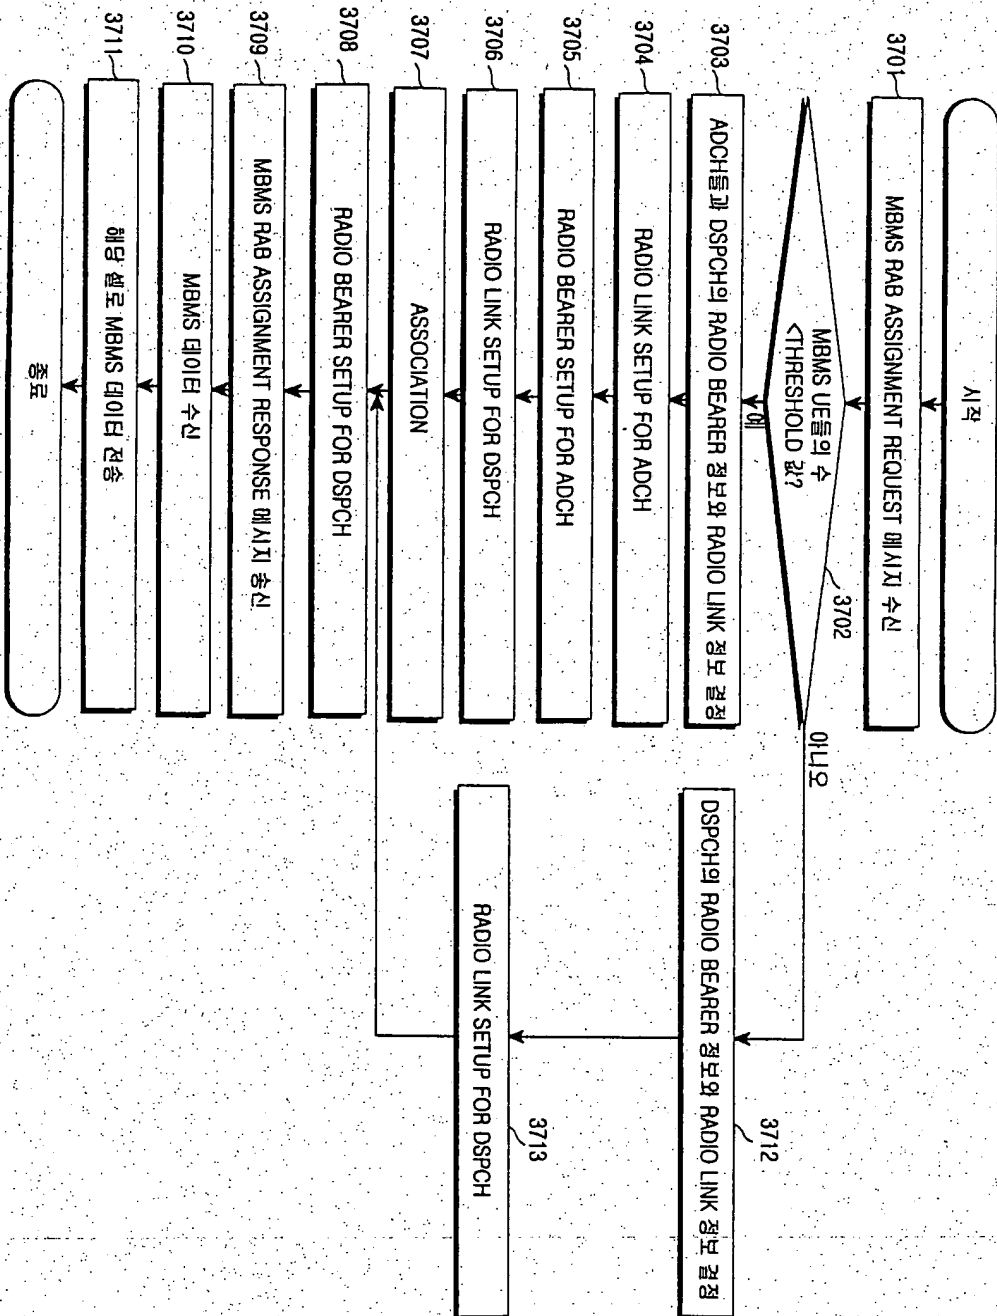 시작
3701
MBMS RAB ASSIGNMENT REQUEST 메시지 수신
3702
MBMS UE들의 수
<THRESHOLD 값?
예
아니오
3703
ADCH들과 DSPCH의 RADIO BEARER 정보와 RADIO LINK 정보 결정
3704
RADIO LINK SETUP FOR ADCH
3705
RADIO BEARER SETUP FOR ADCH
3706
RADIO LINK SETUP FOR DSPCH
3707
ASSOCIATION
3708
RADIO BEARER SETUP FOR DSPCH
3709
MBMS RAB ASSIGNMENT RESPONSE 메시지 송신
3710
MBMS 데이터 수신
3711
해당 셀로 MBMS 데이터 전송
종료
3712
DSPCH의 RADIO BEARER 정보와 RADIO LINK 정보 결정
3713
RADIO LINK SETUP FOR DSPCH